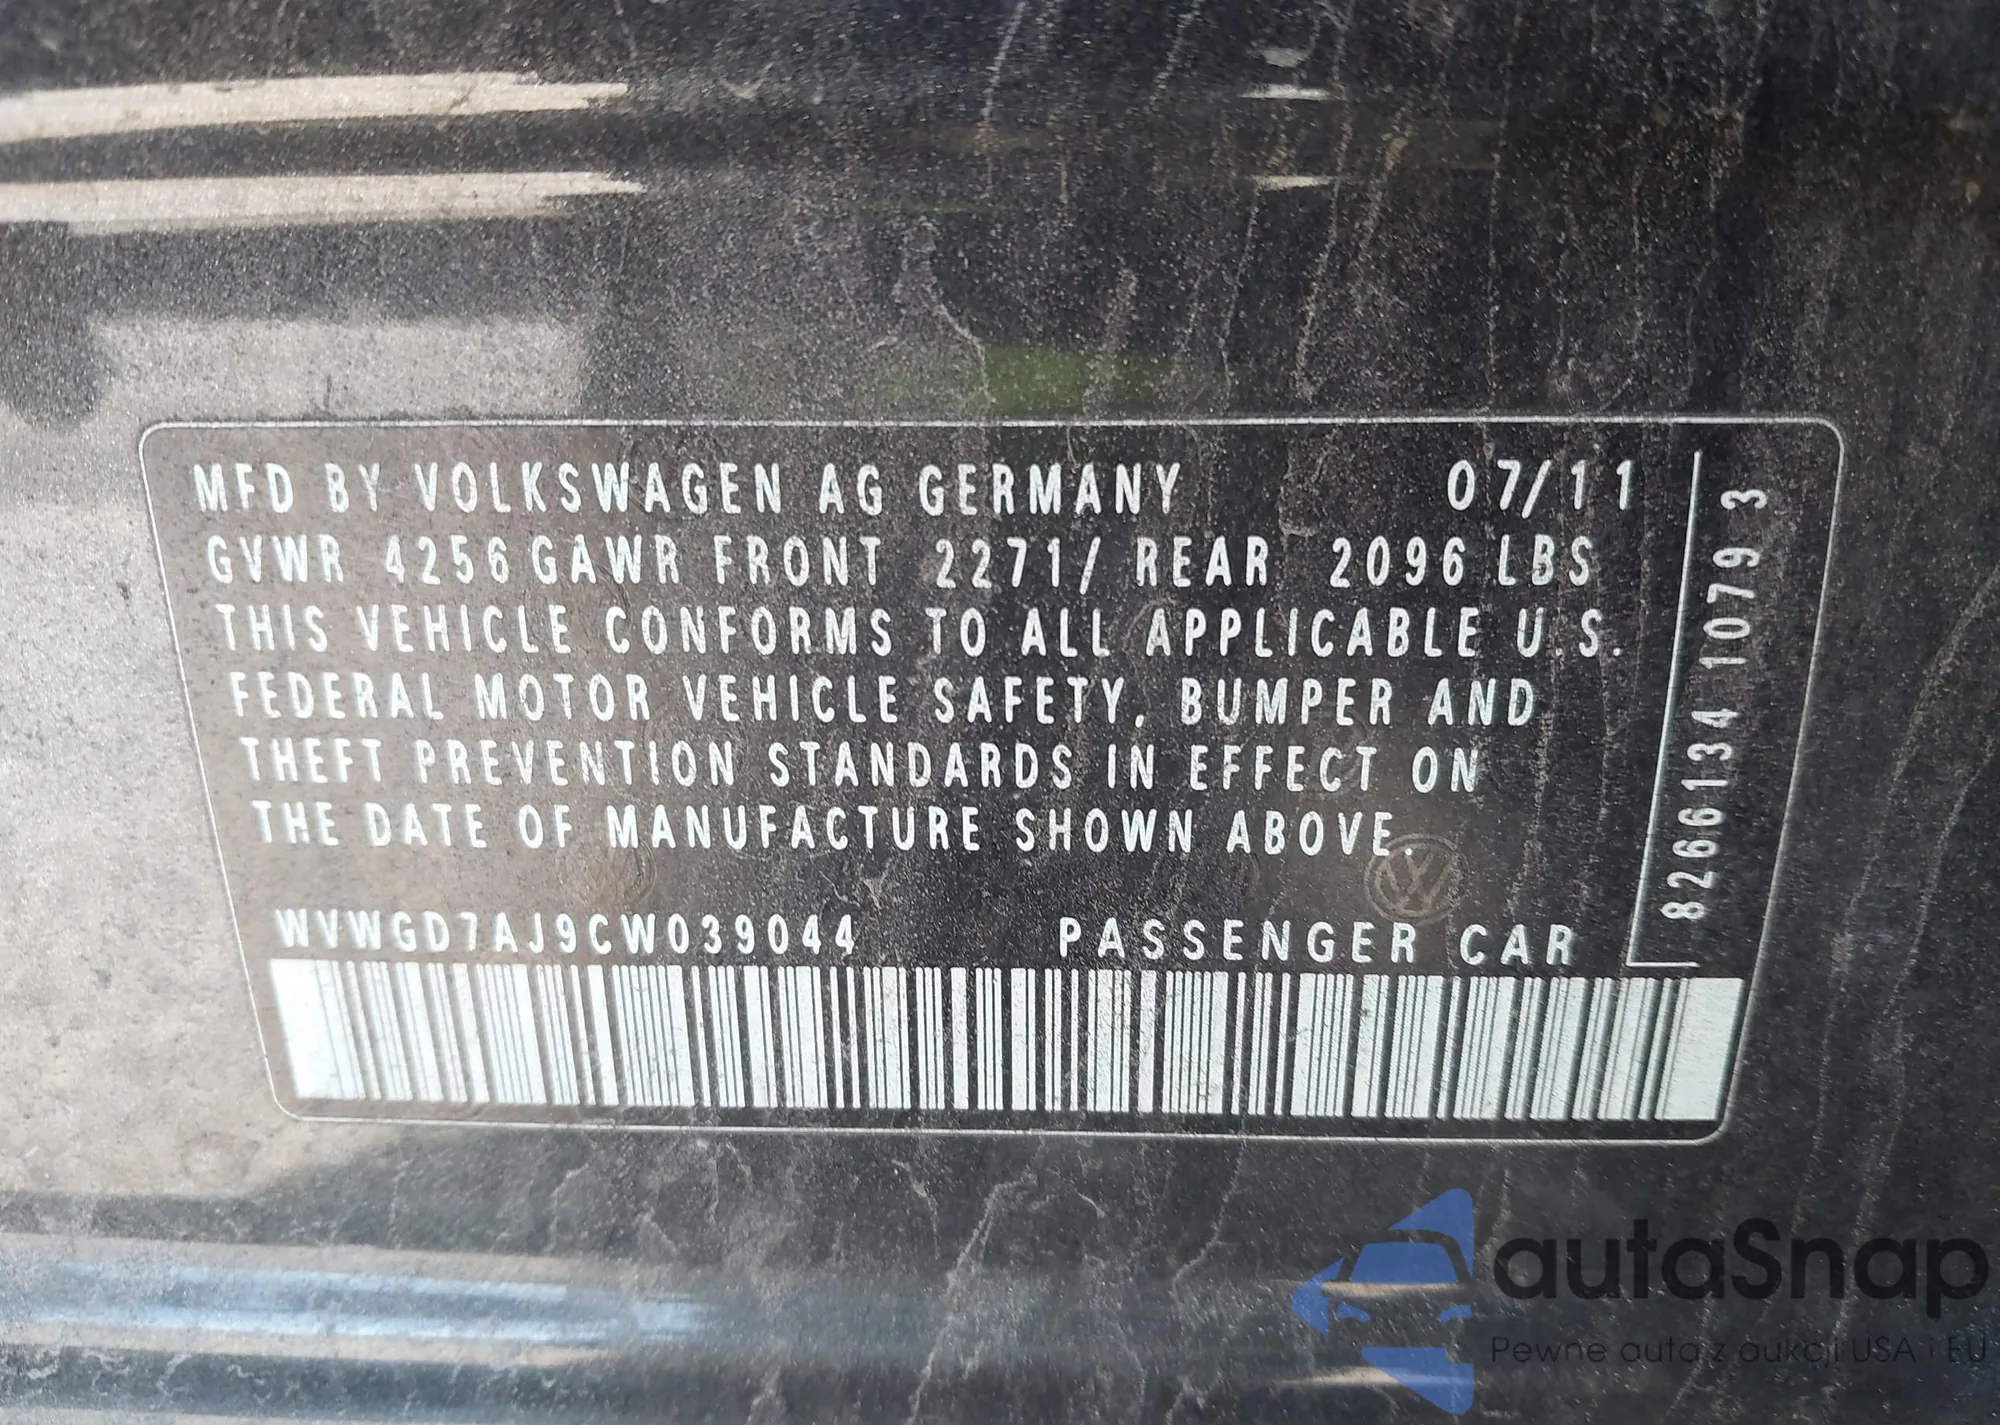 MFD BY VOLKSWAGEN AG GERMANY 07/11
GVWR 4256 GAWR FRONT 2271/ REAR 2096 LBS
THIS VEHICLE CONFORMS TO ALL APPLICABLE U.S.
FEDERAL MOTOR VEHICLE SAFETY, BUMPER AND
THEFT PREVENTION STANDARDS IN EFFECT ON
THE DATE OF MANUFACTURE SHOWN ABOVE.
WVWGD7AJ9CW039044 PASSENGER CAR
8266134 1079 3
autaSnap
Pewne auta z aukcji USA i EU